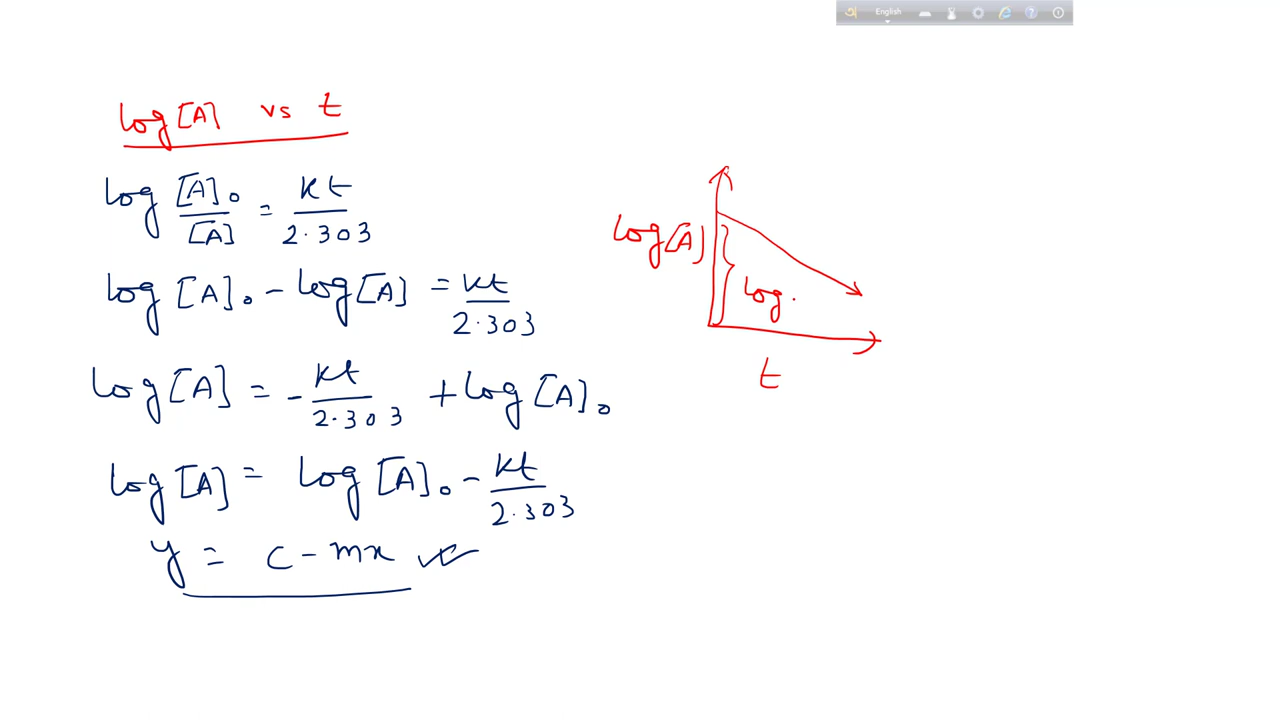 English
log[A] vs t
log [A]₀/[A] = kt/2.303
log [A]₀ - log[A] = kt/2.303
log[A] = - kt/2.303 + log[A]₀
log[A] = log[A]₀ - kt/2.303
y = c - mx
log[A]
log.
t